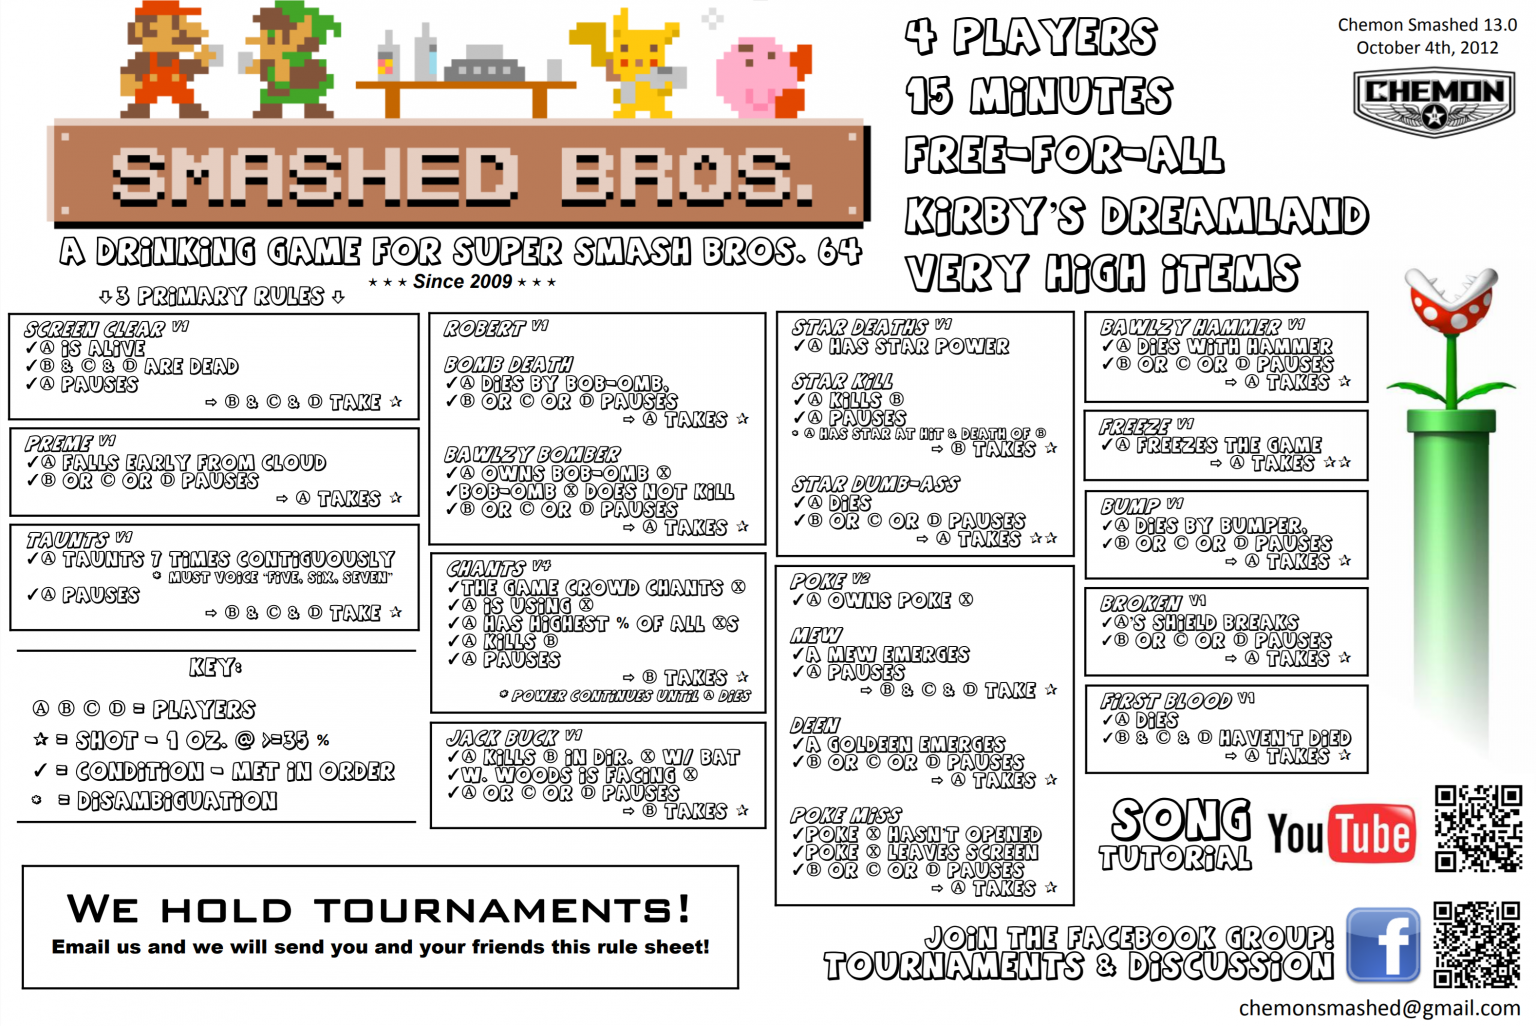 SMASHED BROS.
A DRINKING GAME FOR SUPER SMASH BROS. 64
⋆ ⋆ ⋆ Since 2009 ⋆ ⋆ ⋆
4 PLAYERS
15 MINUTES
FREE-FOR-ALL
KIRBY'S DREAMLAND
VERY HIGH ITEMS
Chemon Smashed 13.0
October 4th, 2012
CHEMON
↓3 PRIMARY RULES ↓
SCREEN CLEAR V1
✓Ⓐ IS ALIVE
✓Ⓑ & Ⓒ & Ⓓ ARE DEAD
✓Ⓐ PAUSES
⇨ Ⓑ & Ⓒ & Ⓓ TAKE ☆
PREME V1
✓Ⓐ FALLS EARLY FROM CLOUD
✓Ⓑ OR Ⓒ OR Ⓓ PAUSES
⇨ Ⓐ TAKES ☆
TAUNTS V1
✓Ⓐ TAUNTS 7 TIMES CONTIGUOUSLY
* MUST VOICE "FIVE, SIX, SEVEN"
✓Ⓐ PAUSES
⇨ Ⓑ & Ⓒ & Ⓓ TAKE ☆
KEY:
Ⓐ Ⓑ Ⓒ Ⓓ = PLAYERS
☆ = SHOT - 1 OZ. @ >=35 %
✓ = CONDITION - MET IN ORDER
* = DISAMBIGUATION
ROBERT V1
BOMB DEATH
✓Ⓐ DIES BY BOB-OMB,
✓Ⓑ OR Ⓒ OR Ⓓ PAUSES
⇨ Ⓐ TAKES ☆
BAWLZY BOMBER
✓Ⓐ OWNS BOB-OMB Ⓧ
✓BOB-OMB Ⓧ DOES NOT KILL
✓Ⓑ OR Ⓒ OR Ⓓ PAUSES
⇨ Ⓐ TAKES ☆
CHANTS V4
✓THE GAME CROWD CHANTS Ⓧ
✓Ⓐ IS USING Ⓧ
✓Ⓐ HAS HIGHEST % OF ALL ⓍS
✓Ⓐ KILLS Ⓑ
✓Ⓐ PAUSES
⇨ Ⓑ TAKES ☆
* POWER CONTINUES UNTIL Ⓐ DIES
JACK BUCK V1
✓Ⓐ KILLS Ⓑ IN DIR. Ⓧ W/ BAT
✓W. WOODS IS FACING Ⓧ
✓Ⓐ OR Ⓒ OR Ⓓ PAUSES
⇨ Ⓑ TAKES ☆
STAR DEATHS V1
✓Ⓐ HAS STAR POWER
STAR KILL
✓Ⓐ KILLS Ⓑ
✓Ⓐ PAUSES
* Ⓐ HAS STAR AT HIT & DEATH OF Ⓑ
⇨ Ⓑ TAKES ☆
STAR DUMB-ASS
✓Ⓐ DIES
✓Ⓑ OR Ⓒ OR Ⓓ PAUSES
⇨ Ⓐ TAKES ☆☆
POKE V2
✓Ⓐ OWNS POKE Ⓧ
MEW
✓A MEW EMERGES
✓Ⓐ PAUSES
⇨ Ⓑ & Ⓒ & Ⓓ TAKE ☆
DEEN
✓A GOLDEEN EMERGES
✓Ⓑ OR Ⓒ OR Ⓓ PAUSES
⇨ Ⓐ TAKES ☆
POKE MISS
✓POKE Ⓧ HASN'T OPENED
✓POKE Ⓧ LEAVES SCREEN
✓Ⓑ OR Ⓒ OR Ⓓ PAUSES
⇨ Ⓐ TAKES ☆
BAWLZY HAMMER V1
✓Ⓐ DIES WITH HAMMER
✓Ⓑ OR Ⓒ OR Ⓓ PAUSES
⇨ Ⓐ TAKES ☆
FREEZE V1
✓Ⓐ FREEZES THE GAME
⇨ Ⓐ TAKES ☆☆
BUMP V1
✓Ⓐ DIES BY BUMPER,
✓Ⓑ OR Ⓒ OR Ⓓ PAUSES
⇨ Ⓐ TAKES ☆
BROKEN V1
✓Ⓐ'S SHIELD BREAKS
✓Ⓑ OR Ⓒ OR Ⓓ PAUSES
⇨ Ⓐ TAKES ☆
FIRST BLOOD V1
✓Ⓐ DIES
✓Ⓑ & Ⓒ & Ⓓ HAVEN'T DIED
⇨ Ⓐ TAKES ☆
WE HOLD TOURNAMENTS!
Email us and we will send you and your friends this rule sheet!
SONG
TUTORIAL
YouTube
JOIN THE FACEBOOK GROUP!
TOURNAMENTS & DISCUSSION
f
chemonsmashed@gmail.com